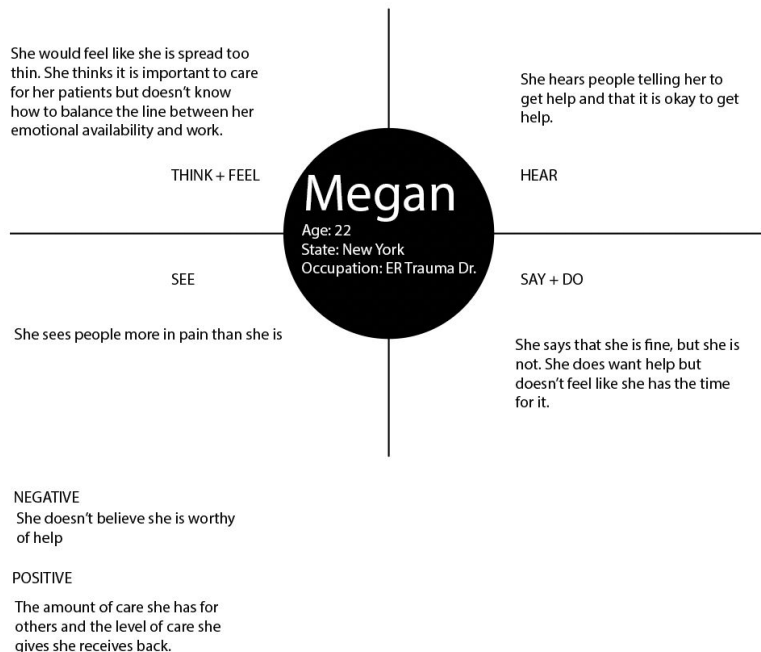 She would feel like she is spread too
thin. She thinks it is important to care
for her patients but doesn't know
how to balance the line between her
emotional availability and work.
THINK + FEEL
She hears people telling her to
get help and that it is okay to get
help.
HEAR
Megan
Age: 22
State: New York
Occupation: ER Trauma Dr.
SEE
She sees people more in pain than she is
SAY + DO
She says that she is fine, but she is
not. She does want help but
doesn't feel like she has the time
for it.
NEGATIVE
She doesn't believe she is worthy
of help
POSITIVE
The amount of care she has for
others and the level of care she
gives she receives back.